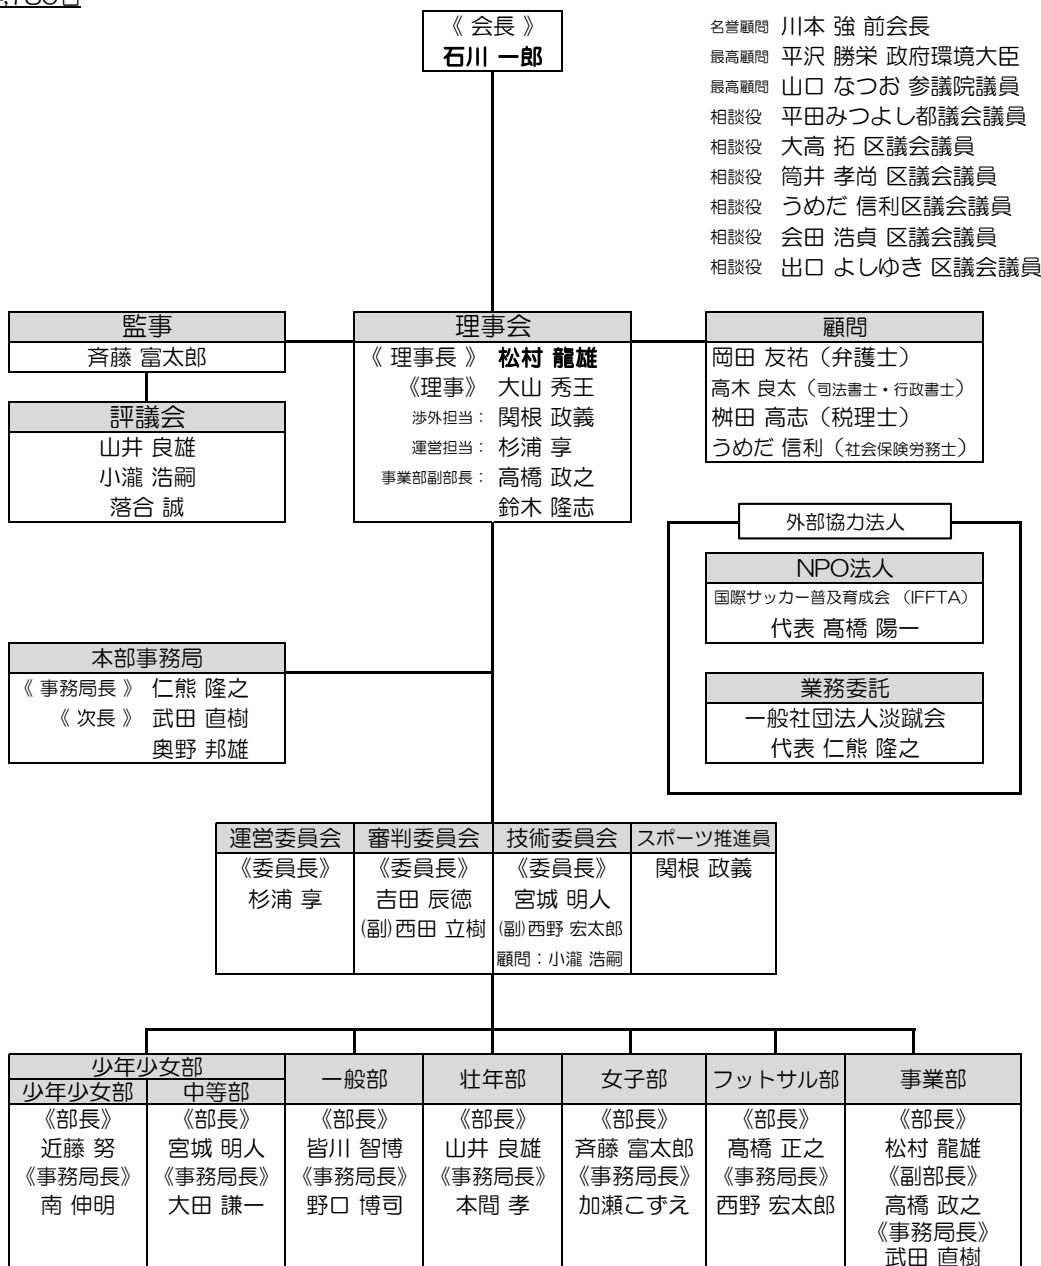 《 会長 》
石川 一郎
名誉顧問 川本 強 前会長
最高顧問 平沢 勝栄 政府環境大臣
最高顧問 山口 なつお 参議院議員
相談役 平田みつよし都議会議員
相談役 大高 拓 区議会議員
相談役 筒井 孝尚 区議会議員
相談役 うめだ 信利区議会議員
相談役 会田 浩貞 区議会議員
相談役 出口 よしゆき 区議会議員
監事
斉藤 富太郎
評議会
山井 良雄
小瀧 浩嗣
落合 誠
理事会
《 理事長 》 松村 龍雄
《理事》 大山 秀王
渉外担当： 関根 政義
運営担当： 杉浦 享
事業部副部長： 高橋 政之
鈴木 隆志
顧問
岡田 友祐（弁護士）
高木 良太（司法書士・行政書士）
桝田 高志（税理士）
うめだ 信利（社会保険労務士）
外部協力法人
NPO法人
国際サッカー普及育成会 （IFFTA）
代表 髙橋 陽一
業務委託
一般社団法人淡蹴会
代表 仁熊 隆之
本部事務局
《 事務局長 》 仁熊 隆之
《 次長 》 武田 直樹
奥野 邦雄
運営委員会
《委員長》
杉浦 享
審判委員会
《委員長》
吉田 辰徳
(副)西田 立樹
技術委員会
《委員長》
宮城 明人
(副)西野 宏太郎
顧問：小瀧 浩嗣
スポーツ推進員
関根 政義
少年少女部
少年少女部
《部長》
近藤 努
《事務局長》
南 伸明
中等部
《部長》
宮城 明人
《事務局長》
大田 謙一
一般部
《部長》
皆川 智博
《事務局長》
野口 博司
壮年部
《部長》
山井 良雄
《事務局長》
本間 孝
女子部
《部長》
斉藤 富太郎
《事務局長》
加瀬こずえ
フットサル部
《部長》
髙橋 正之
《事務局長》
西野 宏太郎
事業部
《部長》
松村 龍雄
《副部長》
高橋 政之
《事務局長》
武田 直樹